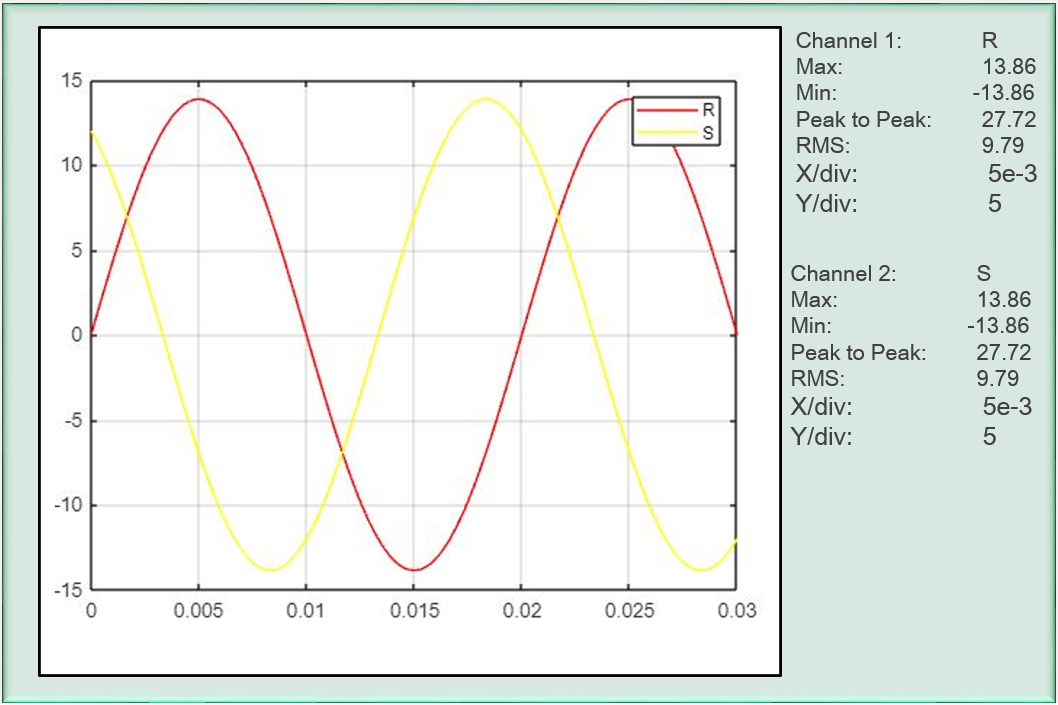 15
10
5
0
-5
-10
-15
0 0.005 0.01 0.015 0.02 0.025 0.03
R
S
Channel 1: R
Max: 13.86
Min: -13.86
Peak to Peak: 27.72
RMS: 9.79
X/div: 5e-3
Y/div: 5
Channel 2: S
Max: 13.86
Min: -13.86
Peak to Peak: 27.72
RMS: 9.79
X/div: 5e-3
Y/div: 5